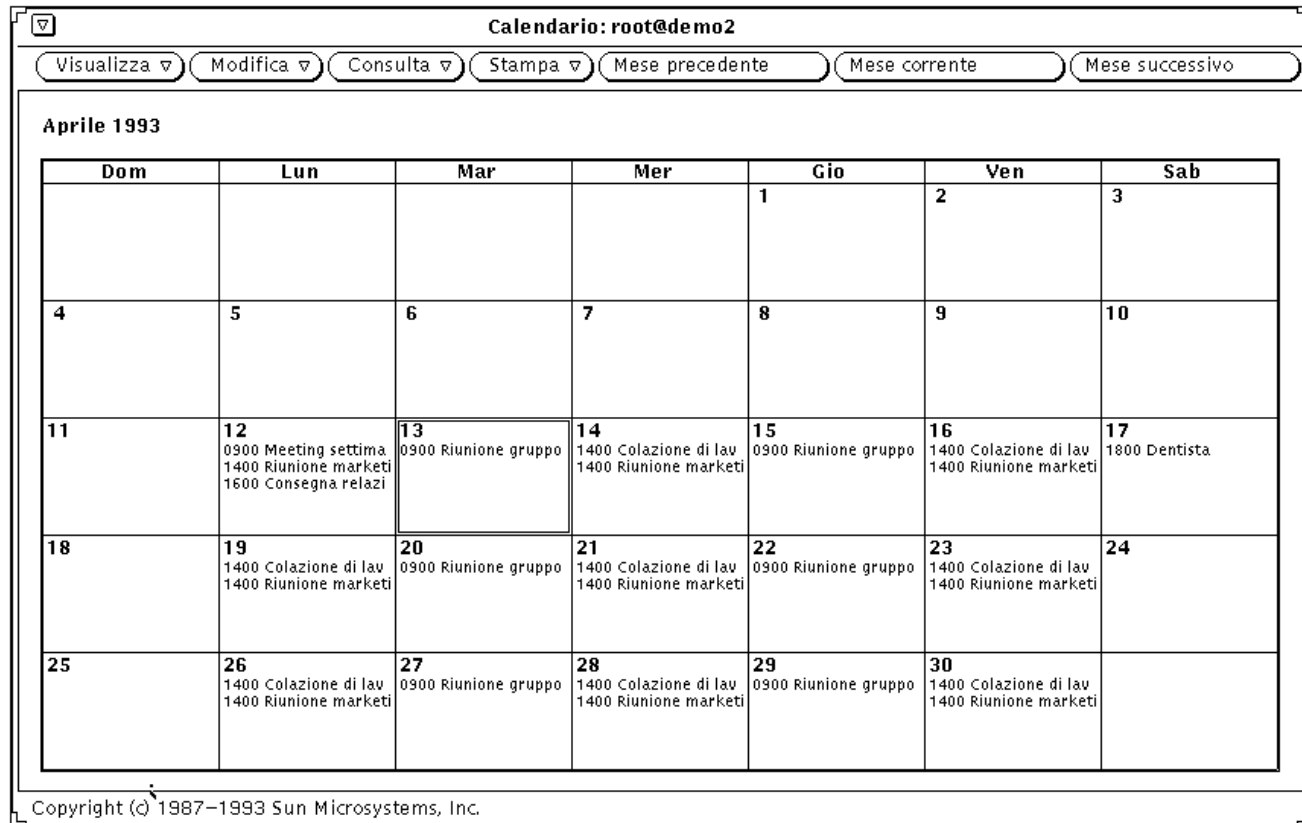 Calendario: root@demo2
Visualizza Modifica Consulta Stampa Mese precedente Mese corrente Mese successivo
Aprile 1993
Dom Lun Mar Mer Gio Ven Sab
1 2 3
4 5 6 7 8 9 10
11 12 13 14 15 16 17
0900 Meeting settima 0900 Riunione gruppo 1400 Colazione di lav 0900 Riunione gruppo 1400 Colazione di lav 1800 Dentista
1400 Riunione marketi 1400 Riunione marketi 1400 Riunione marketi
1600 Consegna relazi
18 19 20 21 22 23 24
1400 Colazione di lav 0900 Riunione gruppo 1400 Colazione di lav 0900 Riunione gruppo 1400 Colazione di lav
1400 Riunione marketi 1400 Riunione marketi 1400 Riunione marketi
25 26 27 28 29 30
1400 Colazione di lav 0900 Riunione gruppo 1400 Colazione di lav 0900 Riunione gruppo 1400 Colazione di lav
1400 Riunione marketi 1400 Riunione marketi 1400 Riunione marketi
Copyright (c) 1987-1993 Sun Microsystems, Inc.